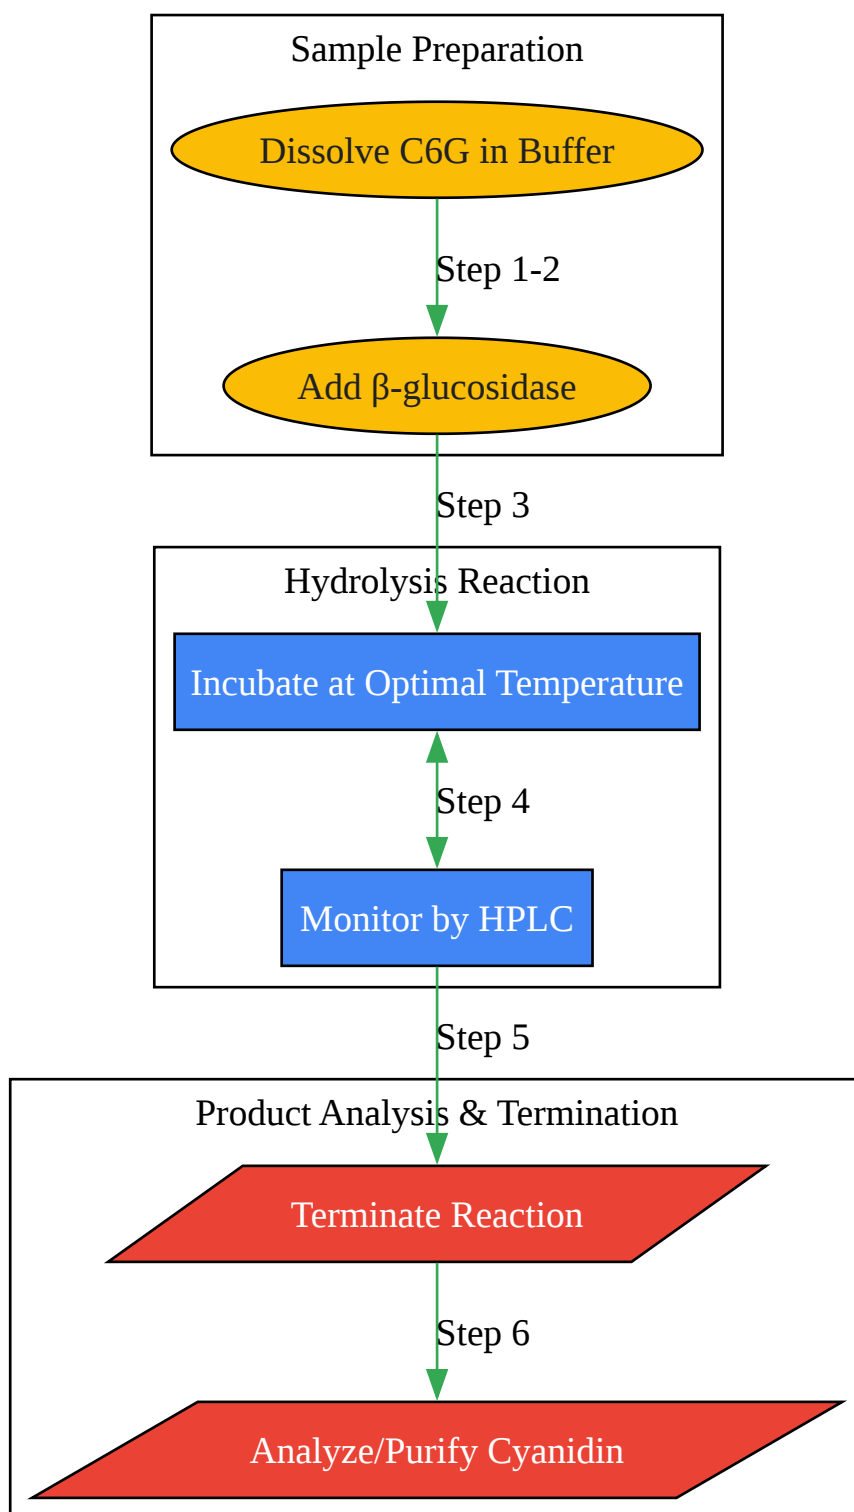 Sample Preparation
Dissolve C6G in Buffer
Step 1-2
Add β-glucosidase
Step 3
Hydrolysis Reaction
Incubate at Optimal Temperature
Step 4
Monitor by HPLC
Step 5
Product Analysis & Termination
Terminate Reaction
Step 6
Analyze/Purify Cyanidin